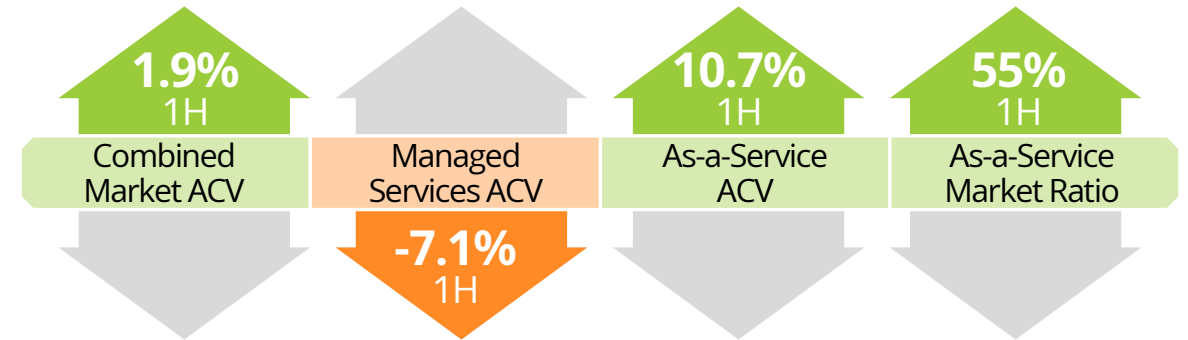 1.9%
1H
Combined
Market ACV
Managed
Services ACV
-7.1%
1H
10.7%
1H
As-a-Service
ACV
55%
1H
As-a-Service
Market Ratio